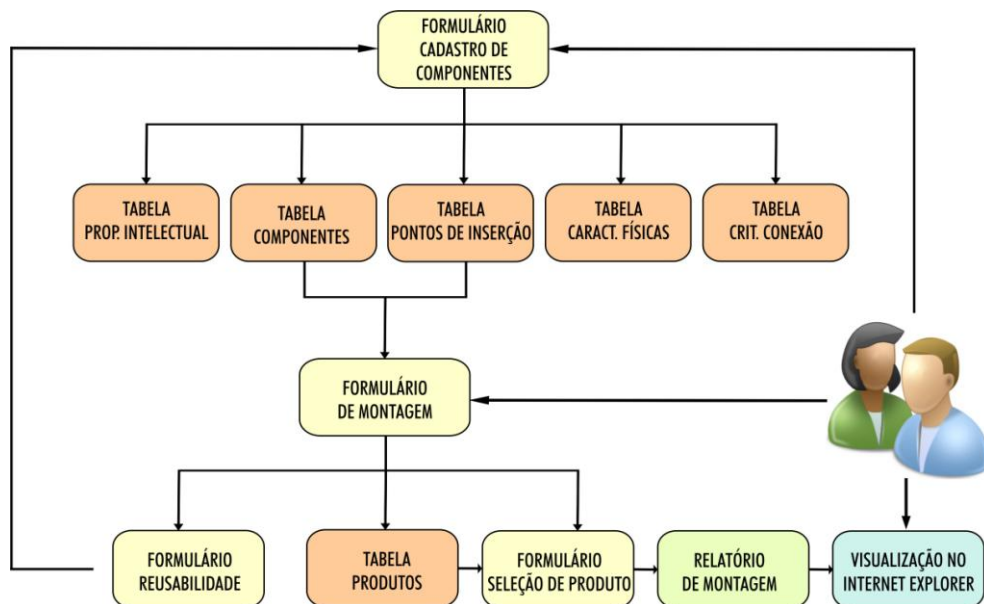 FORMULÁRIO
CADASTRO DE
COMPONENTES
TABELA
PROP. INTELECTUAL
TABELA
COMPONENTES
TABELA
PONTOS DE INSERÇÃO
TABELA
CARACT. FÍSICAS
TABELA
CRIT. CONEXÃO
FORMULÁRIO
DE MONTAGEM
FORMULÁRIO
REUSABILIDADE
TABELA
PRODUTOS
FORMULÁRIO
SELEÇÃO DE PRODUTO
RELATÓRIO
DE MONTAGEM
VISUALIZAÇÃO NO
INTERNET EXPLORER